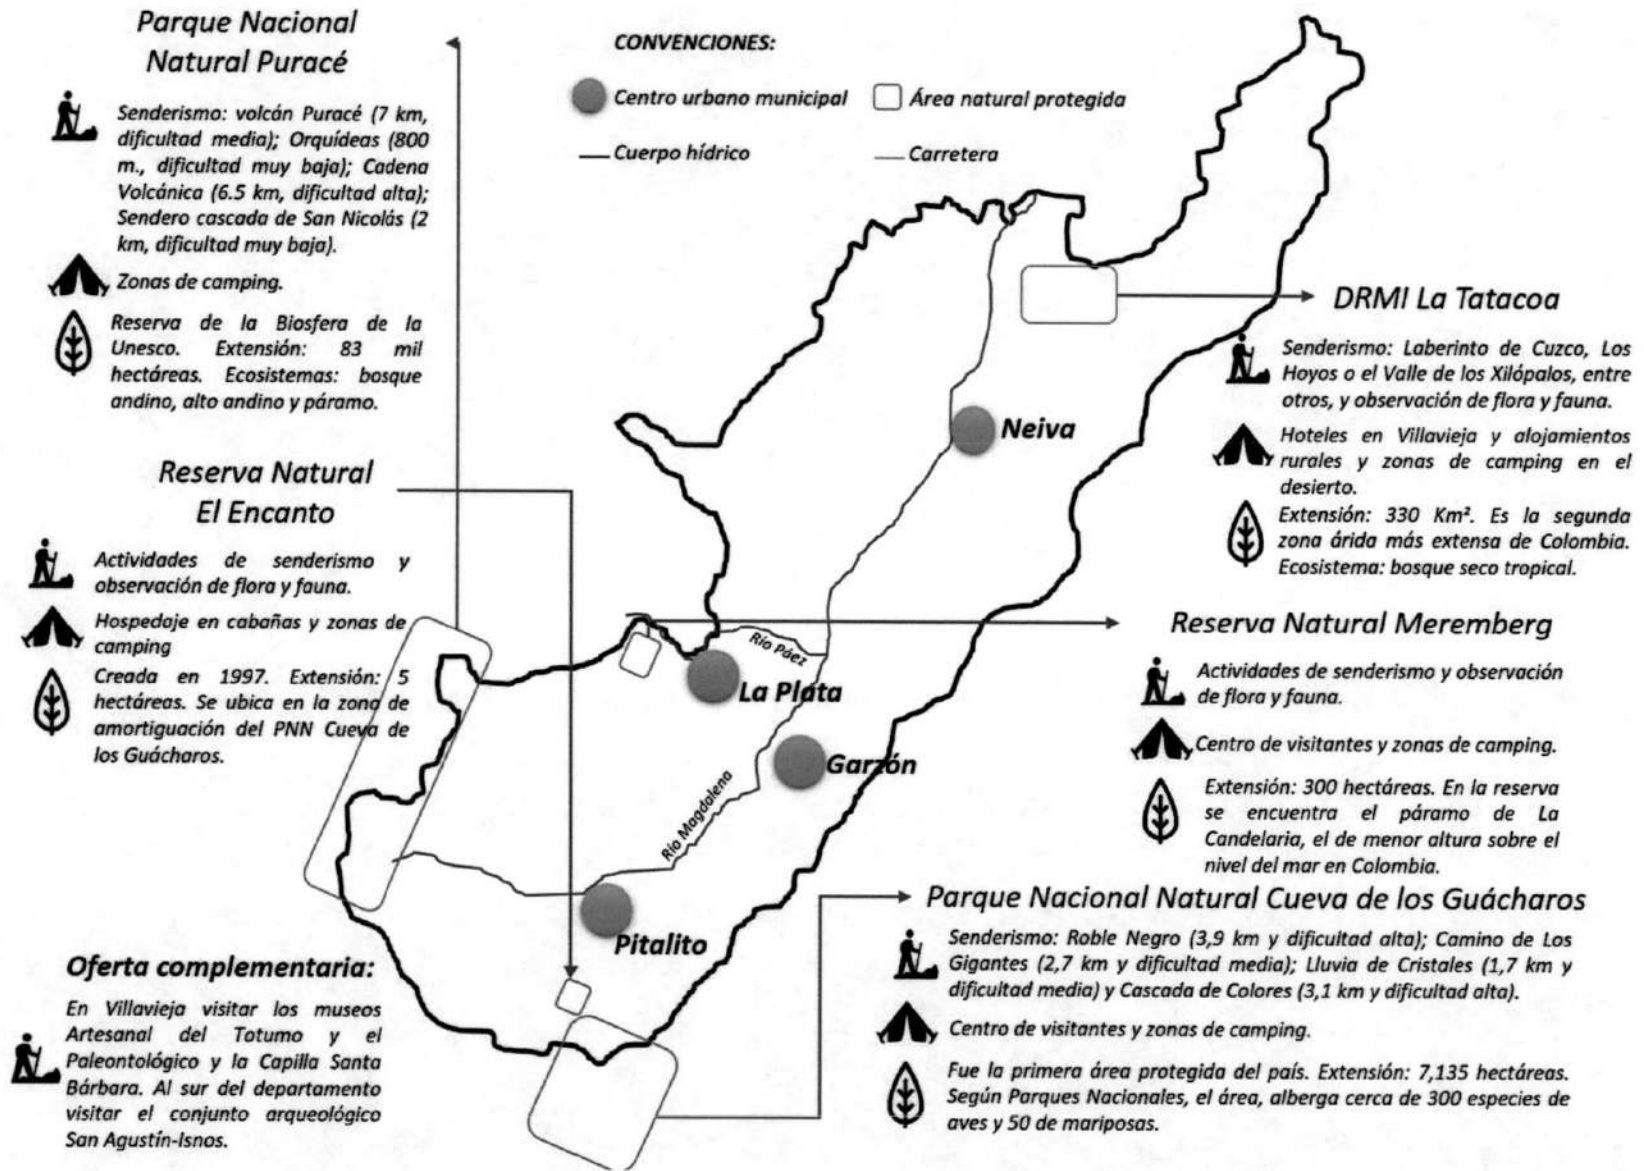 Parque Nacional
Natural Puracé
Senderismo: volcán Puracé (7 km,
dificultad media); Orquídeas (800
m., dificultad muy baja); Cadena
Volcánica (6.5 km, dificultad alta);
Sendero cascada de San Nicolás (2
km, dificultad muy baja).
Zonas de camping.
Reserva de la Biosfera de la
Unesco. Extensión: 83 mil
hectáreas. Ecosistemas: bosque
andino, alto andino y páramo.
Reserva Natural
El Encanto
Actividades de senderismo y
observación de flora y fauna.
Hospedaje en cabañas y zonas de
camping
Creada en 1997. Extensión: 5
hectáreas. Se ubica en la zona de
amortiguación del PNN Cueva de
los Guácharos.
Oferta complementaria:
En Villavieja visitar los museos
Artesanal del Totumo y el
Paleontológico y la Capilla Santa
Bárbara. Al sur del departamento
visitar el conjunto arqueológico
San Agustín-Isnos.
CONVENCIONES:
Centro urbano municipal
Área natural protegida
Cuerpo hídrico
Carretera
Neiva
Río Páez
La Plata
Garzón
Río Magdalena
Pitalito
DRMI La Tatacoa
Senderismo: Laberinto de Cuzco, Los
Hoyos o el Valle de los Xilópalos, entre
otros, y observación de flora y fauna.
Hoteles en Villavieja y alojamientos
rurales y zonas de camping en el
desierto.
Extensión: 330 Km². Es la segunda
zona árida más extensa de Colombia.
Ecosistema: bosque seco tropical.
Reserva Natural Meremberg
Actividades de senderismo y observación
de flora y fauna.
Centro de visitantes y zonas de camping.
Extensión: 300 hectáreas. En la reserva
se encuentra el páramo de La
Candelaria, el de menor altura sobre el
nivel del mar en Colombia.
Parque Nacional Natural Cueva de los Guácharos
Senderismo: Roble Negro (3,9 km y dificultad alta); Camino de Los
Gigantes (2,7 km y dificultad media); Lluvia de Cristales (1,7 km y
dificultad media) y Cascada de Colores (3,1 km y dificultad alta).
Centro de visitantes y zonas de camping.
Fue la primera área protegida del país. Extensión: 7,135 hectáreas.
Según Parques Nacionales, el área, alberga cerca de 300 especies de
aves y 50 de mariposas.